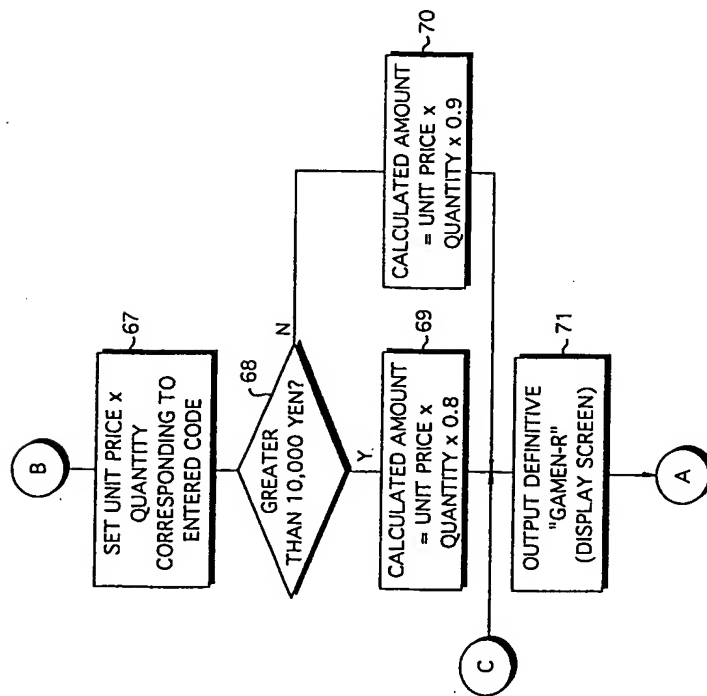 B
67
SET UNIT PRICE x
QUANTITY
CORRESPONDING TO
ENTERED CODE
68
GREATER
THAN 10,000 YEN?
N
Y
69
CALCULATED AMOUNT
= UNIT PRICE x
QUANTITY x 0.8
70
CALCULATED AMOUNT
= UNIT PRICE x
QUANTITY x 0.9
C
71
OUTPUT DEFINITIVE
"GAMEN-R"
(DISPLAY SCREEN)
A